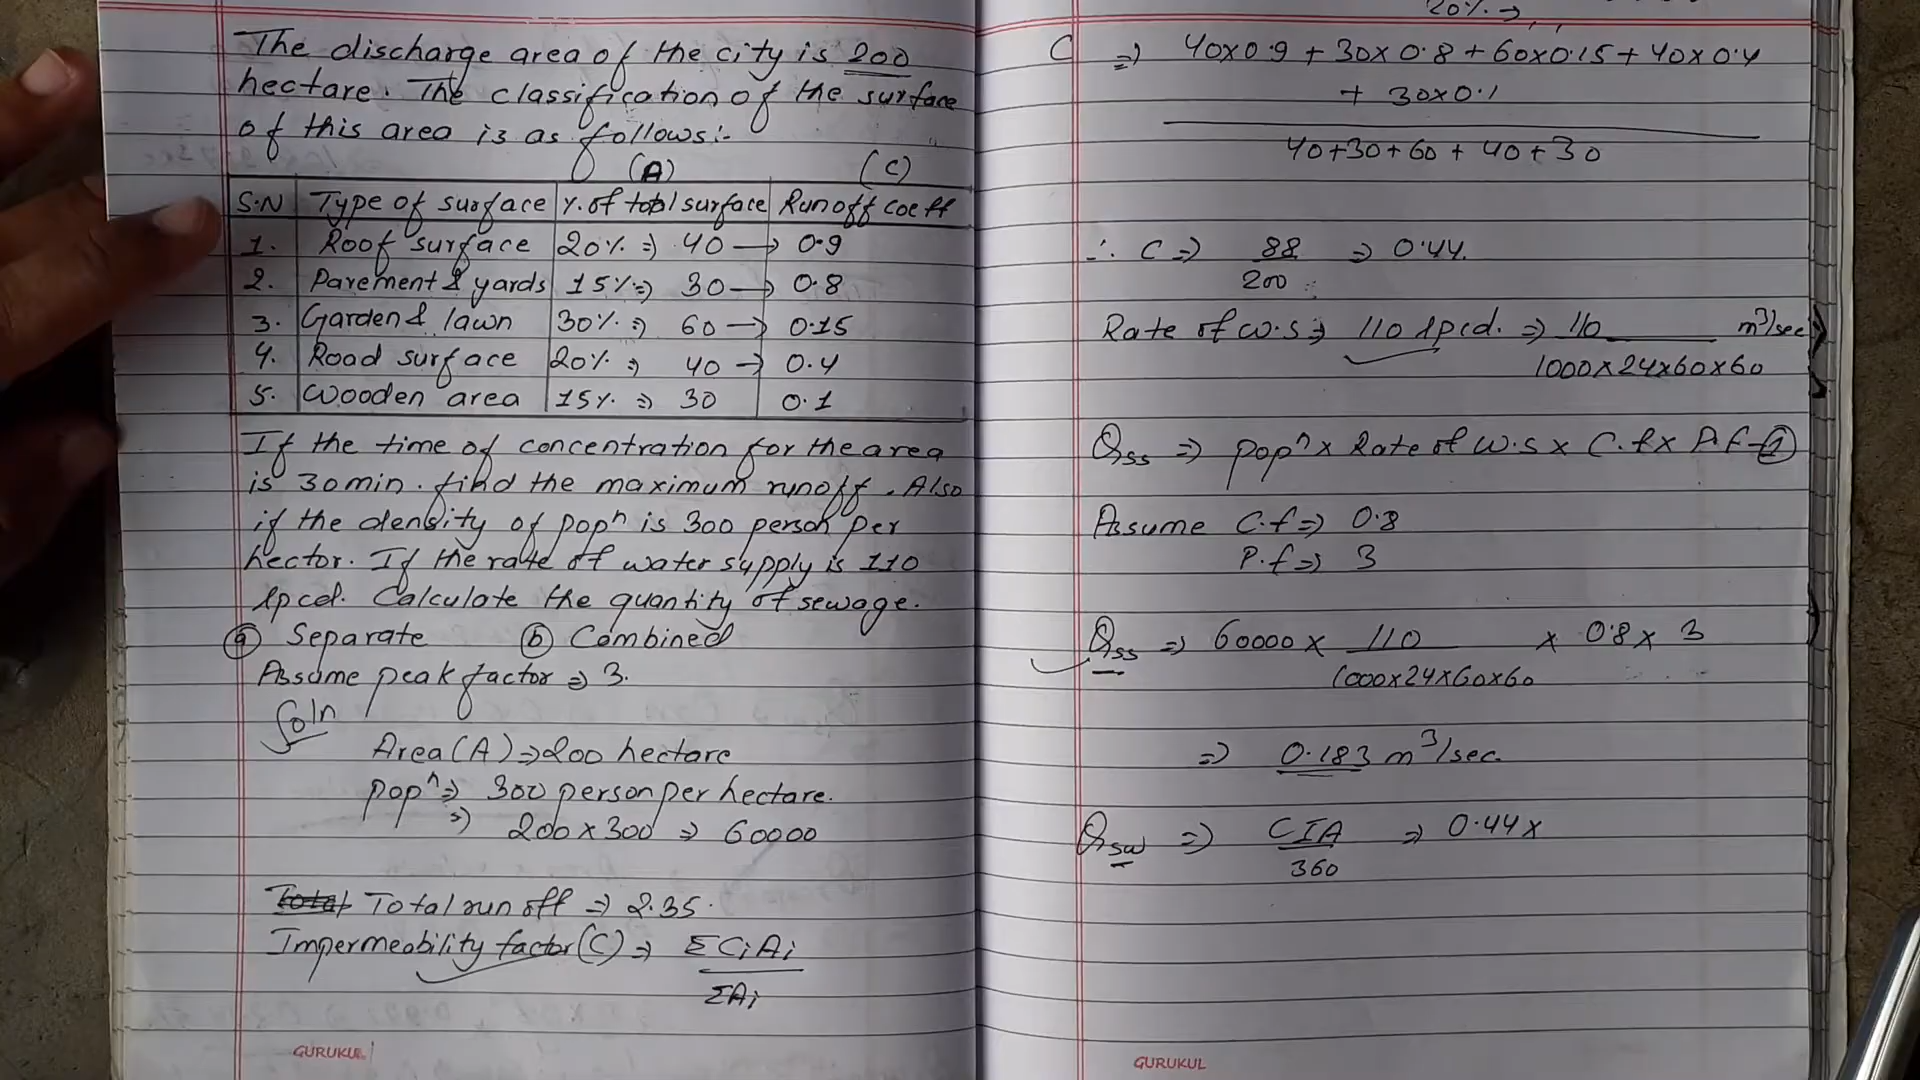 The discharge area of the city is 200
hectare. The classification of the surface
of this area is as follows:-
(A) (C)
S.N Type of surface %. of total surface Runoff coeff
1. Roof surface 20%. => 40 → 0.9
2. Pavement & yards 15%. => 30 → 0.8
3. Garden & lawn 30%. => 60 → 0.15
4. Road surface 20%. => 40 → 0.4
5. Wooden area 15%. => 30 0.1
If the time of concentration for the area
is 30min. find the maximum runoff. Also
if the density of popⁿ is 300 person per
hector. If the rate of water supply is 110
lpcd. Calculate the quantity of sewage.
(a) Separate (b) Combined
Assume peak factor => 3.
Soln
Area (A) => 200 hectare
popⁿ => 300 person per hectare.
=> 200 x 300 => 60000
Total run off => 2.35.
Impermeability factor (C) => ΣCiAi
ΣAi
GURUKUL
20%. →
C => 40x0.9 + 30x0.8 + 60x0.15 + 40x0.4
+ 30x0.1
40+30+60+40+30
∴ C => 88 => 0.44.
200
Rate of w.s => 110 lpcd. => 110 m³/sec
1000x24x60x60
Qss => popⁿ x Rate of w.s x C.f x P.f
Assume C.f => 0.8
P.f => 3
Qss => 60000 x 110 x 0.8 x 3
1000x24x60x60
=> 0.183 m³/sec.
Qsw => CIA => 0.44x
360
GURUKUL